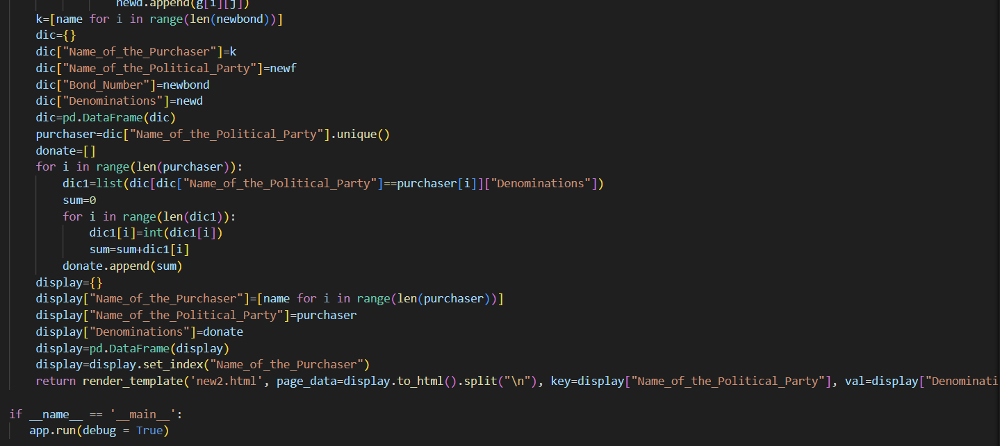 newd.append(g[i][j])
k=[name for i in range(len(newbond))]
dic={}
dic["Name_of_the_Purchaser"]=k
dic["Name_of_the_Political_Party"]=newf
dic["Bond_Number"]=newbond
dic["Denominations"]=newd
dic=pd.DataFrame(dic)
purchaser=dic["Name_of_the_Political_Party"].unique()
donate=[]
for i in range(len(purchaser)):
dic1=list(dic[dic["Name_of_the_Political_Party"]==purchaser[i]]["Denominations"])
sum=0
for i in range(len(dic1)):
dic1[i]=int(dic1[i])
sum=sum+dic1[i]
donate.append(sum)
display={}
display["Name_of_the_Purchaser"]=[name for i in range(len(purchaser))]
display["Name_of_the_Political_Party"]=purchaser
display["Denominations"]=donate
display=pd.DataFrame(display)
display=display.set_index("Name_of_the_Purchaser")
return render_template('new2.html', page_data=display.to_html().split("\n"), key=display["Name_of_the_Political_Party"], val=display["Denominati
if __name__ == '__main__':
app.run(debug = True)